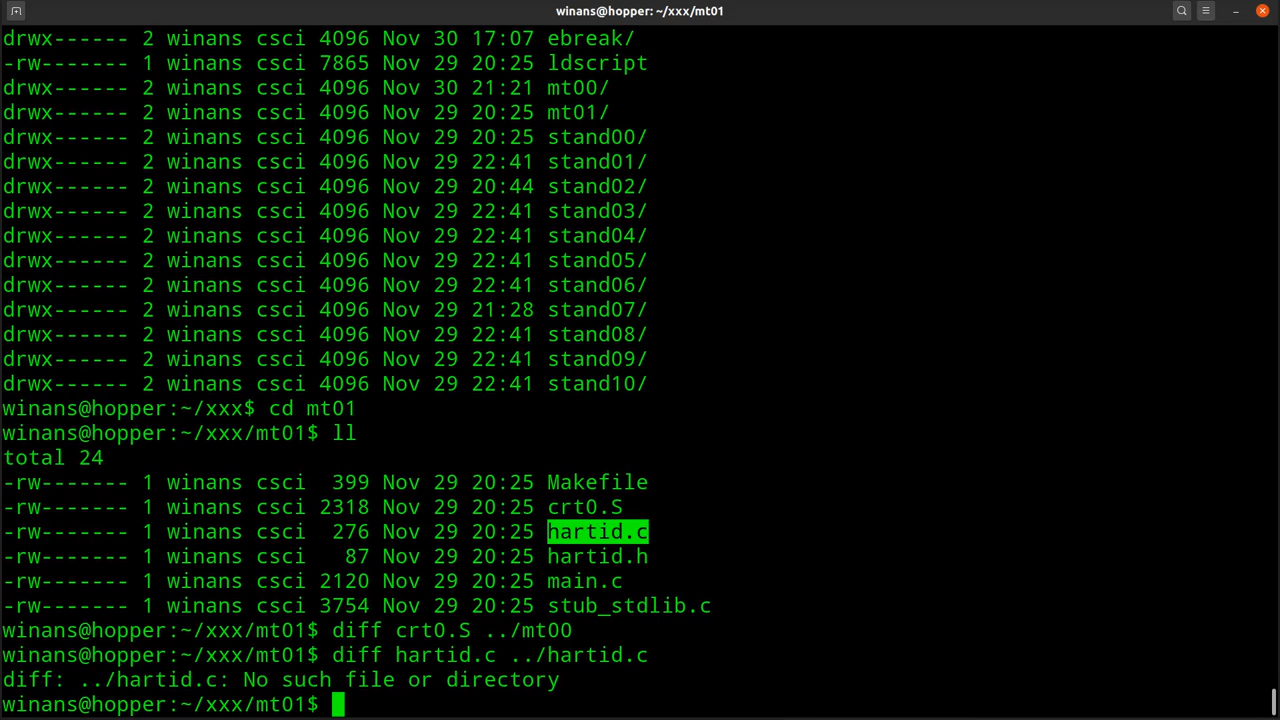 winans@hopper: ~/xxx/mt01
drwx------ 2 winans csci 4096 Nov 30 17:07 ebreak/
-rw------- 1 winans csci 7865 Nov 29 20:25 ldscript
drwx------ 2 winans csci 4096 Nov 30 21:21 mt00/
drwx------ 2 winans csci 4096 Nov 29 20:25 mt01/
drwx------ 2 winans csci 4096 Nov 29 20:25 stand00/
drwx------ 2 winans csci 4096 Nov 29 22:41 stand01/
drwx------ 2 winans csci 4096 Nov 29 20:44 stand02/
drwx------ 2 winans csci 4096 Nov 29 22:41 stand03/
drwx------ 2 winans csci 4096 Nov 29 22:41 stand04/
drwx------ 2 winans csci 4096 Nov 29 22:41 stand05/
drwx------ 2 winans csci 4096 Nov 29 22:41 stand06/
drwx------ 2 winans csci 4096 Nov 29 21:28 stand07/
drwx------ 2 winans csci 4096 Nov 29 22:41 stand08/
drwx------ 2 winans csci 4096 Nov 29 22:41 stand09/
drwx------ 2 winans csci 4096 Nov 29 22:41 stand10/
winans@hopper:~/xxx$ cd mt01
winans@hopper:~/xxx/mt01$ ll
total 24
-rw------- 1 winans csci  399 Nov 29 20:25 Makefile
-rw------- 1 winans csci 2318 Nov 29 20:25 crt0.S
-rw------- 1 winans csci  276 Nov 29 20:25 hartid.c
-rw------- 1 winans csci   87 Nov 29 20:25 hartid.h
-rw------- 1 winans csci 2120 Nov 29 20:25 main.c
-rw------- 1 winans csci 3754 Nov 29 20:25 stub_stdlib.c
winans@hopper:~/xxx/mt01$ diff crt0.S ../mt00
winans@hopper:~/xxx/mt01$ diff hartid.c ../hartid.c
diff: ../hartid.c: No such file or directory
winans@hopper:~/xxx/mt01$